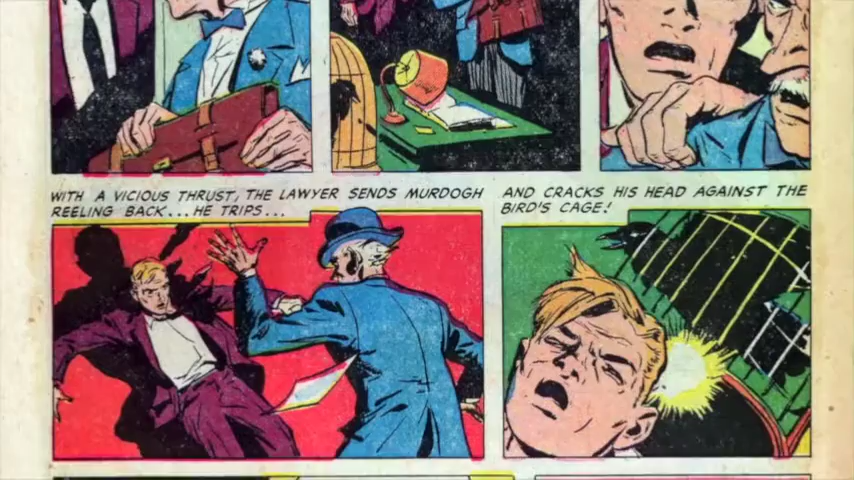 WITH A VICIOUS THRUST, THE LAWYER SENDS MURDOGH
REELING BACK...HE TRIPS...
AND CRACKS HIS HEAD AGAINST THE
BIRD'S CAGE!